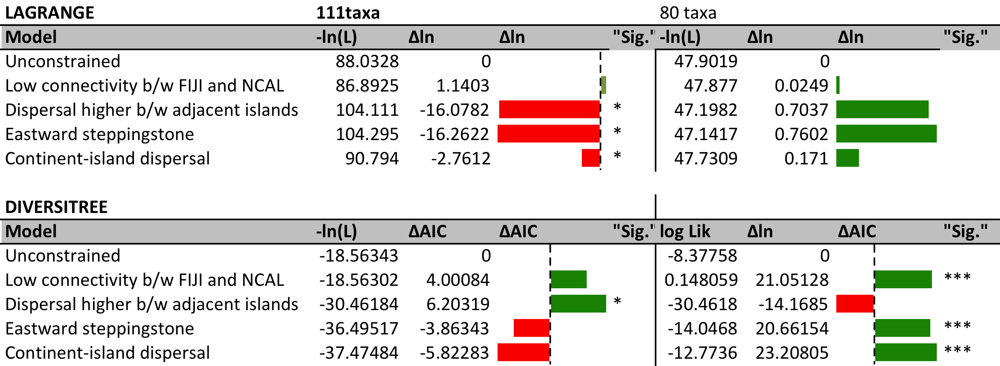 LAGRANGE 111taxa 80 taxa
Model -ln(L) Δln Δln "Sig." -ln(L) Δln Δln "Sig."
Unconstrained 88.0328 0 47.9019 0
Low connectivity b/w FIJI and NCAL 86.8925 1.1403 47.877 0.0249
Dispersal higher b/w adjacent islands 104.111 -16.0782 * 47.1982 0.7037
Eastward steppingstone 104.295 -16.2622 * 47.1417 0.7602
Continent-island dispersal 90.794 -2.7612 * 47.7309 0.171
DIVERSITREE
Model -ln(L) ΔAIC ΔAIC "Sig." log Lik Δln ΔAIC "Sig."
Unconstrained -18.56343 0 -8.37758 0
Low connectivity b/w FIJI and NCAL -18.56302 4.00084 0.148059 21.05128 ***
Dispersal higher b/w adjacent islands -30.46184 6.20319 * -30.4618 -14.1685
Eastward steppingstone -36.49517 -3.86343 -14.0468 20.66154 ***
Continent-island dispersal -37.47484 -5.82283 -12.7736 23.20805 ***